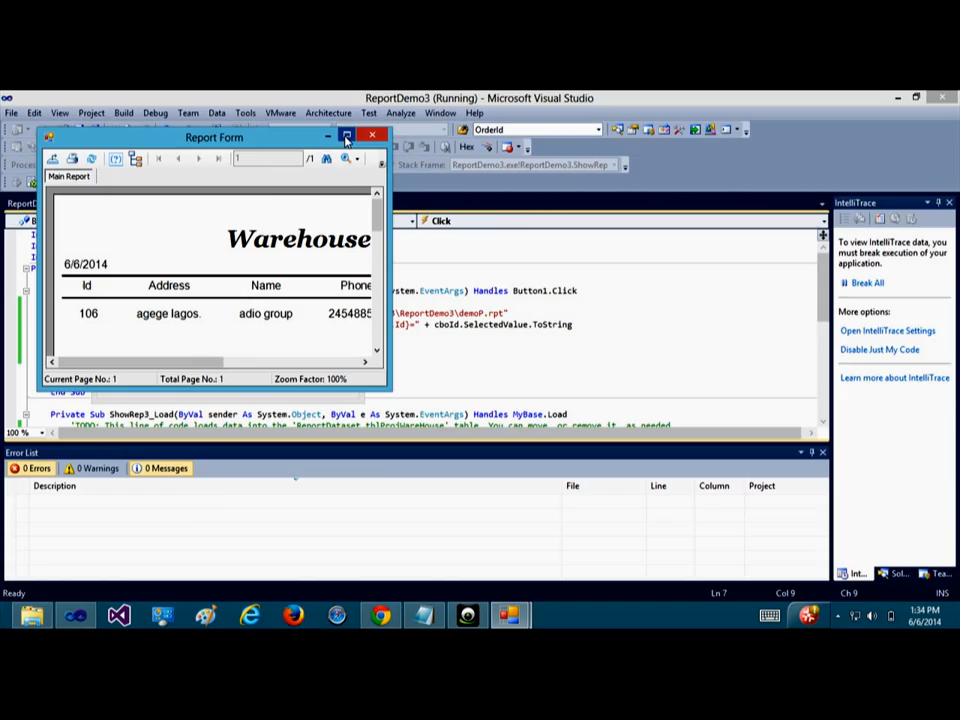 ReportDemo3 (Running) - Microsoft Visual Studio
File Edit View Project Build Debug Team Data Tools VMware Architecture Test Analyze Window Help
Report Form
OrderId
Hex
1 /1
Stack Frame: ReportDemo3.exe!ReportDemo3.ShowRep
Main Report
Click
Warehouse
6/6/2014
Id Address Name Phone
106 agege lagos. adio group 2454885
ystem.EventArgs) Handles Button1.Click
3\ReportDemo3\demoP.rpt"
Id}=" + cboId.SelectedValue.ToString
Current Page No.: 1 Total Page No.: 1 Zoom Factor: 100%
End Sub
Private Sub ShowRep3_Load(ByVal sender As System.Object, ByVal e As System.EventArgs) Handles MyBase.Load
'TODO: This line of code loads data into the 'ReportDataset.tblProjWareHouse' table. You can move, or remove it, as needed
100 %
IntelliTrace
To view IntelliTrace data, you
must break execution of your
application.
Break All
More options:
Open IntelliTrace Settings
Disable Just My Code
Learn more about IntelliTrace
Error List
0 Errors 0 Warnings 0 Messages
Description File Line Column Project
Int... Sol... Tea...
Ready Ln 7 Col 9 Ch 9 INS
1:34 PM
6/6/2014